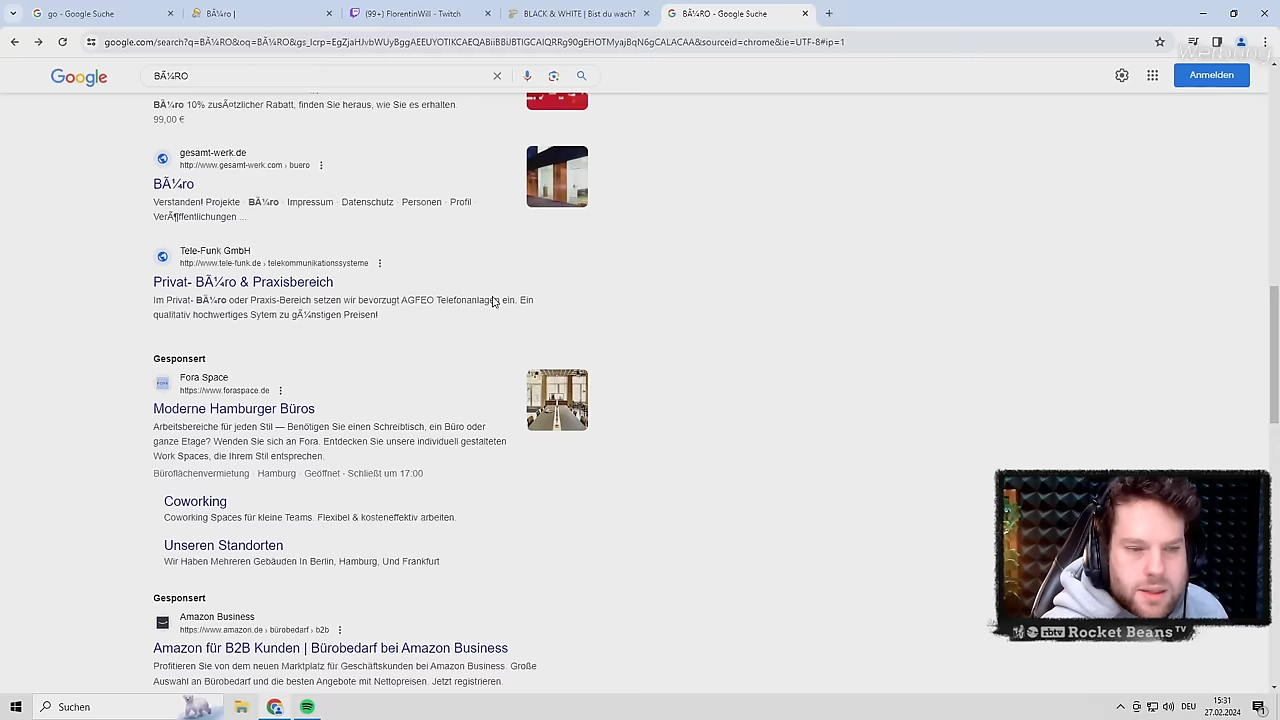 go - Google Suche
BÃ¼ro |
(99+) FlorentinWill - Twitch
BLACK & WHITE | Bist du wach?
BÃ¼RO - Google Suche
google.com/search?q=BÃ¼RO&oq=BÃ¼RO&gs_lcrp=EgZjaHJvbWUyBggAEEUYOTIKCAEQABiiBBiJBTIGCAIQRRg90gEHOTMyajBqN6gCALACAA&sourceid=chrome&ie=UTF-8#ip=1
Werbung
Google
BÃ¼RO
Anmelden
BÃ¼ro 10% zusÃ¤tzlicher Rabatt, finden Sie heraus, wie Sie es erhalten.
99,00 €
gesamt-werk.de
http://www.gesamt-werk.com › buero
BÃ¼ro
Verstanden! Projekte · BÃ¼ro · Impressum · Datenschutz · Personen · Profil ·
VerÃ¶ffentlichungen ...
Tele-Funk GmbH
http://www.tele-funk.de › telekommunikationssysteme
Privat- BÃ¼ro & Praxisbereich
Im Privat- BÃ¼ro oder Praxis-Bereich setzen wir bevorzugt AGFEO Telefonanlagen ein. Ein
qualitativ hochwertiges Sytem zu gÃ¼nstigen Preisen!
Gesponsert
FORA
Fora Space
https://www.foraspace.de
Moderne Hamburger Büros
Arbeitsbereiche für jeden Stil — Benötigen Sie einen Schreibtisch, ein Büro oder
ganze Etage? Wenden Sie sich an Fora. Entdecken Sie unsere individuell gestalteten
Work Spaces, die Ihrem Stil entsprechen.
Büroflächenvermietung · Hamburg · Geöffnet · Schließt um 17:00
Coworking
Coworking Spaces für kleine Teams. Flexibel & kosteneffektiv arbeiten.
Unseren Standorten
Wir Haben Mehreren Gebäuden In Berlin, Hamburg, Und Frankfurt
Gesponsert
Amazon Business
https://www.amazon.de › bürobedarf › b2b
Amazon für B2B Kunden | Bürobedarf bei Amazon Business
Profitieren Sie von dem neuen Marktplatz für Geschäftskunden bei Amazon Business. Große
Auswahl an Bürobedarf und die besten Angebote mit Nettopreisen. Jetzt registrieren.
rbtv Rocket Beans TV
Suchen
DEU
15:31
27.02.2024